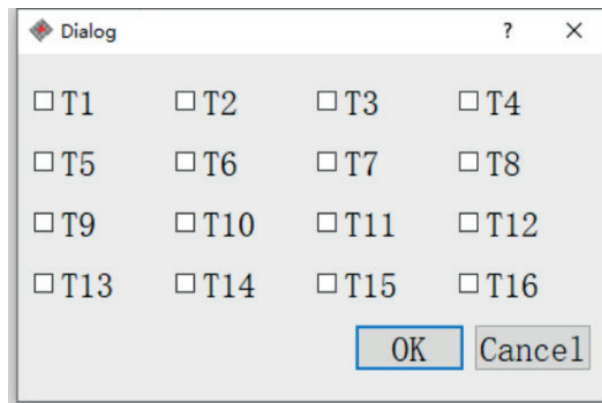 Dialog ?
T1 T2 T3 T4
T5 T6 T7 T8
T9 T10 T11 T12
T13 T14 T15 T16
OK Cancel